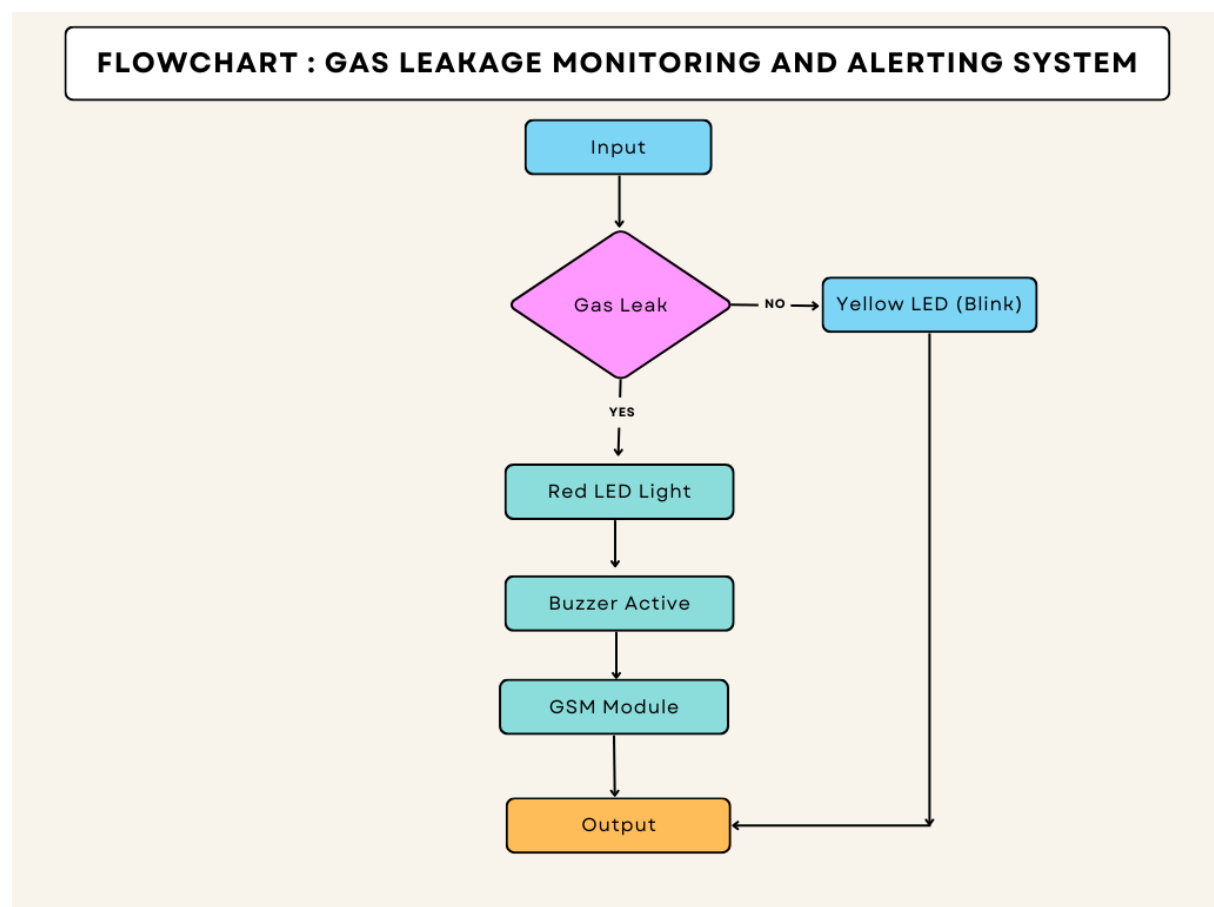 FLOWCHART : GAS LEAKAGE MONITORING AND ALERTING SYSTEM
Input
Gas Leak
NO
Yellow LED (Blink)
YES
Red LED Light
Buzzer Active
GSM Module
Output